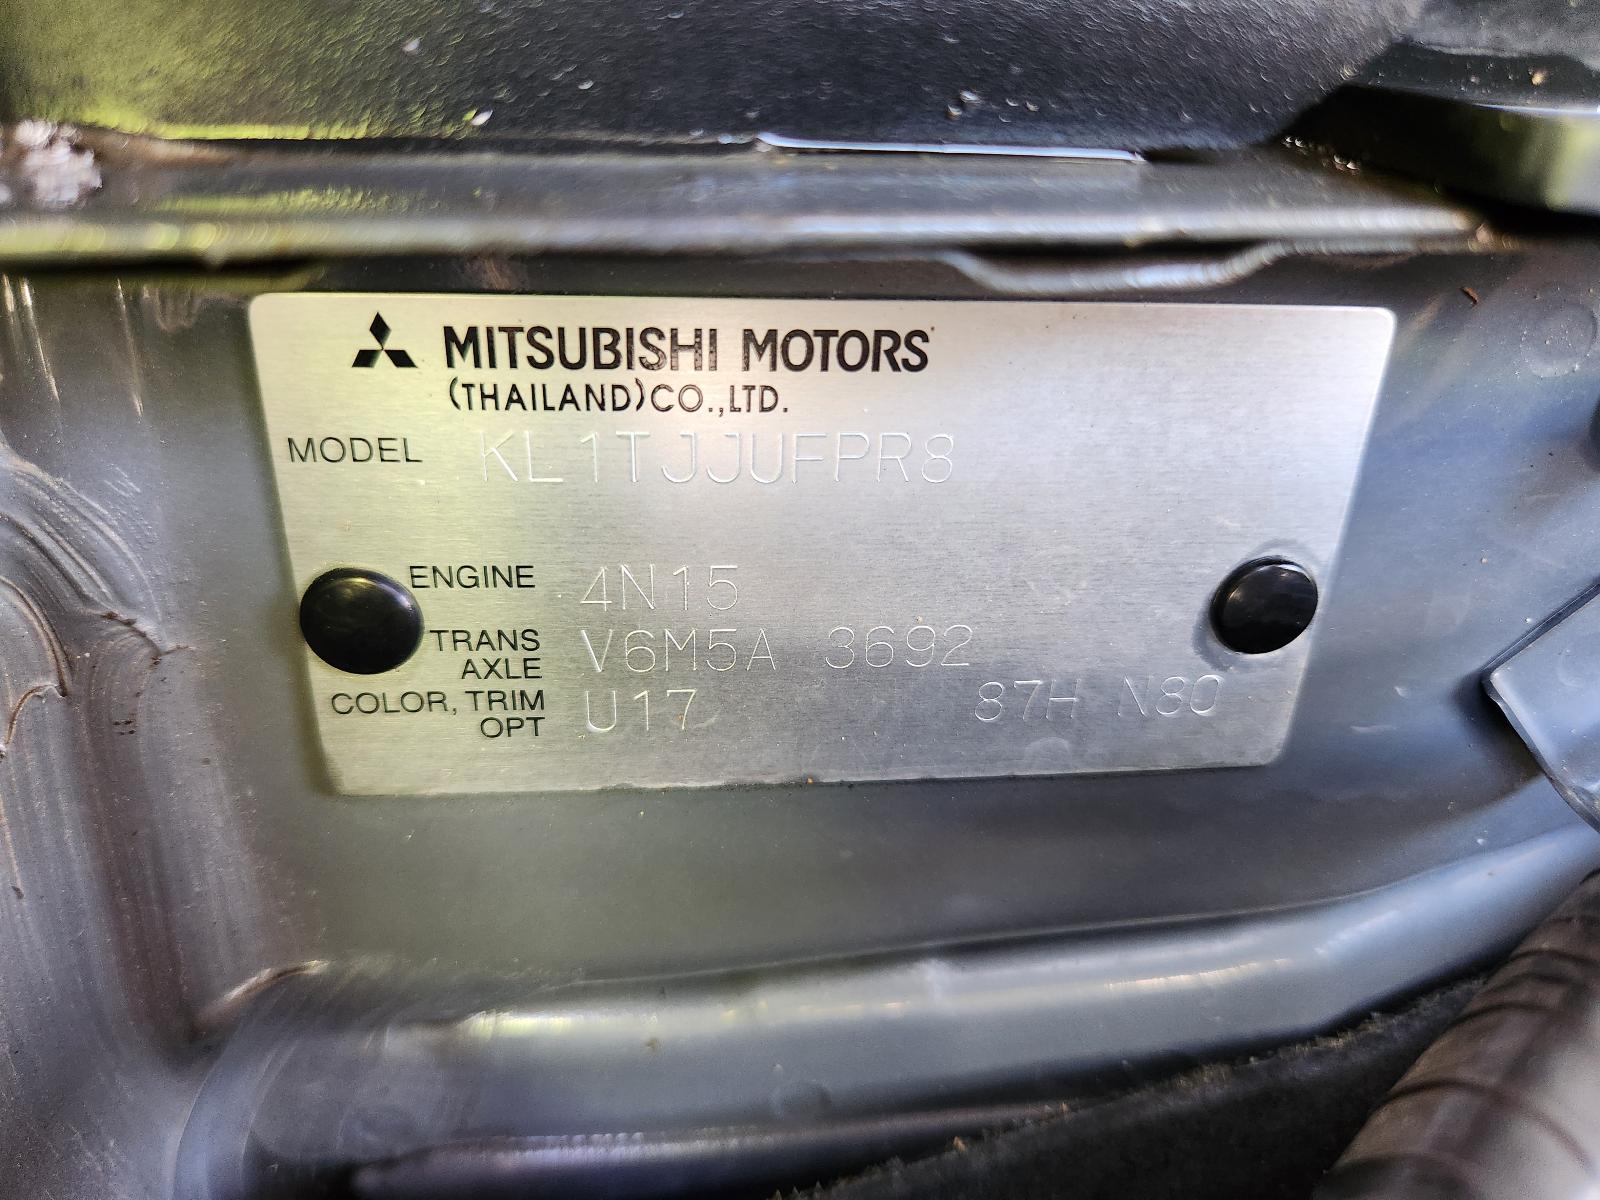 MITSUBISHI MOTORS
(THAILAND)CO.,LTD.
MODEL KL1TJJUFPR8
ENGINE 4N15
TRANS AXLE V6M5A 3692
COLOR, TRIM OPT U17 87H N80